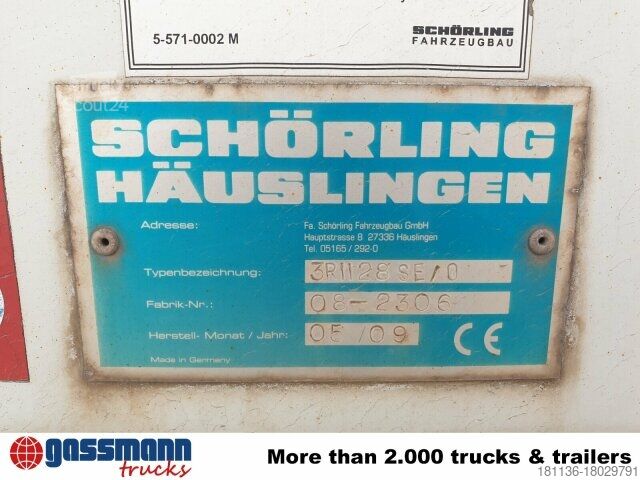 5-571-0002 M
SCHÖRLING
FAHRZEUGBAU
SCHÖRLING
HÄUSLINGEN
Adresse:
Fa. Schörling Fahrzeugbau GmbH
Hauptstrasse 8 27336 Häuslingen
Tel. 05165 / 292-0
Typenbezeichnung: 3R1128 SE/0
Fabrik-Nr.: 08-2306
Herstell- Monat / Jahr: 05/09
Made in Germany
CE
gassmann
trucks
More than 2.000 trucks & trailers
181136-18029791